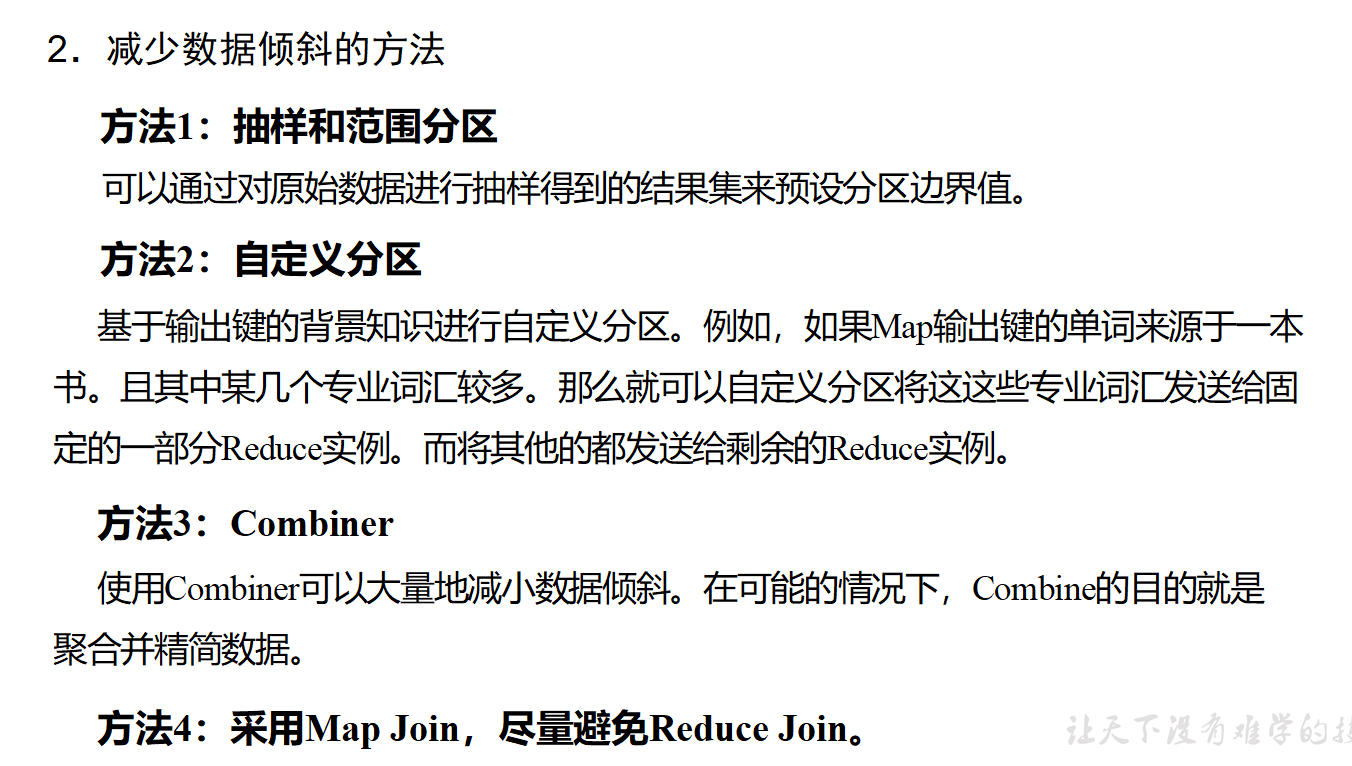 2．减少数据倾斜的方法
方法1：抽样和范围分区
可以通过对原始数据进行抽样得到的结果集来预设分区边界值。
方法2：自定义分区
基于输出键的背景知识进行自定义分区。例如，如果Map输出键的单词来源于一本
书。且其中某几个专业词汇较多。那么就可以自定义分区将这这些专业词汇发送给固
定的一部分Reduce实例。而将其他的都发送给剩余的Reduce实例。
方法3：Combiner
使用Combiner可以大量地减小数据倾斜。在可能的情况下，Combine的目的就是
聚合并精简数据。
方法4：采用Map Join，尽量避免Reduce Join。
让天下没有难学的技